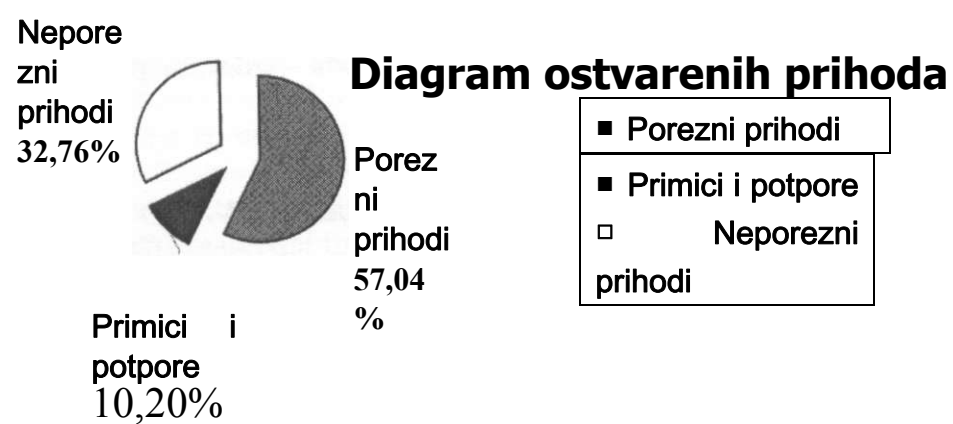 Nepore
zni
prihodi
32,76%
Diagram ostvarenih prihoda
■ Porezni prihodi
■ Primici i potpore
□ Neporezni
prihodi
Porez
ni
prihodi
57,04
%
Primici i
potpore
10,20%